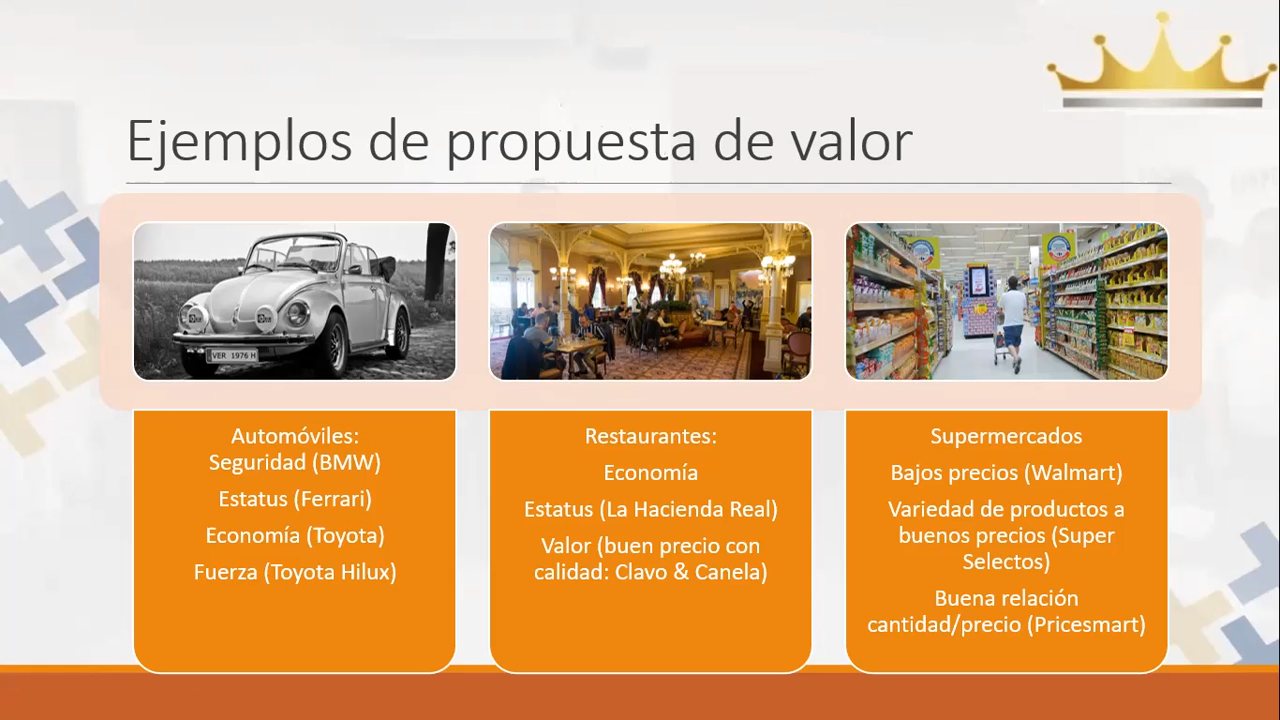 Ejemplos de propuesta de valor
VER 1976 H
Automóviles:
Seguridad (BMW)
Estatus (Ferrari)
Economía (Toyota)
Fuerza (Toyota Hilux)
Restaurantes:
Economía
Estatus (La Hacienda Real)
Valor (buen precio con
calidad: Clavo & Canela)
Supermercados
Bajos precios (Walmart)
Variedad de productos a
buenos precios (Super
Selectos)
Buena relación
cantidad/precio (Pricesmart)